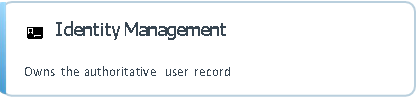 Identity Management
Owns the authoritative user record